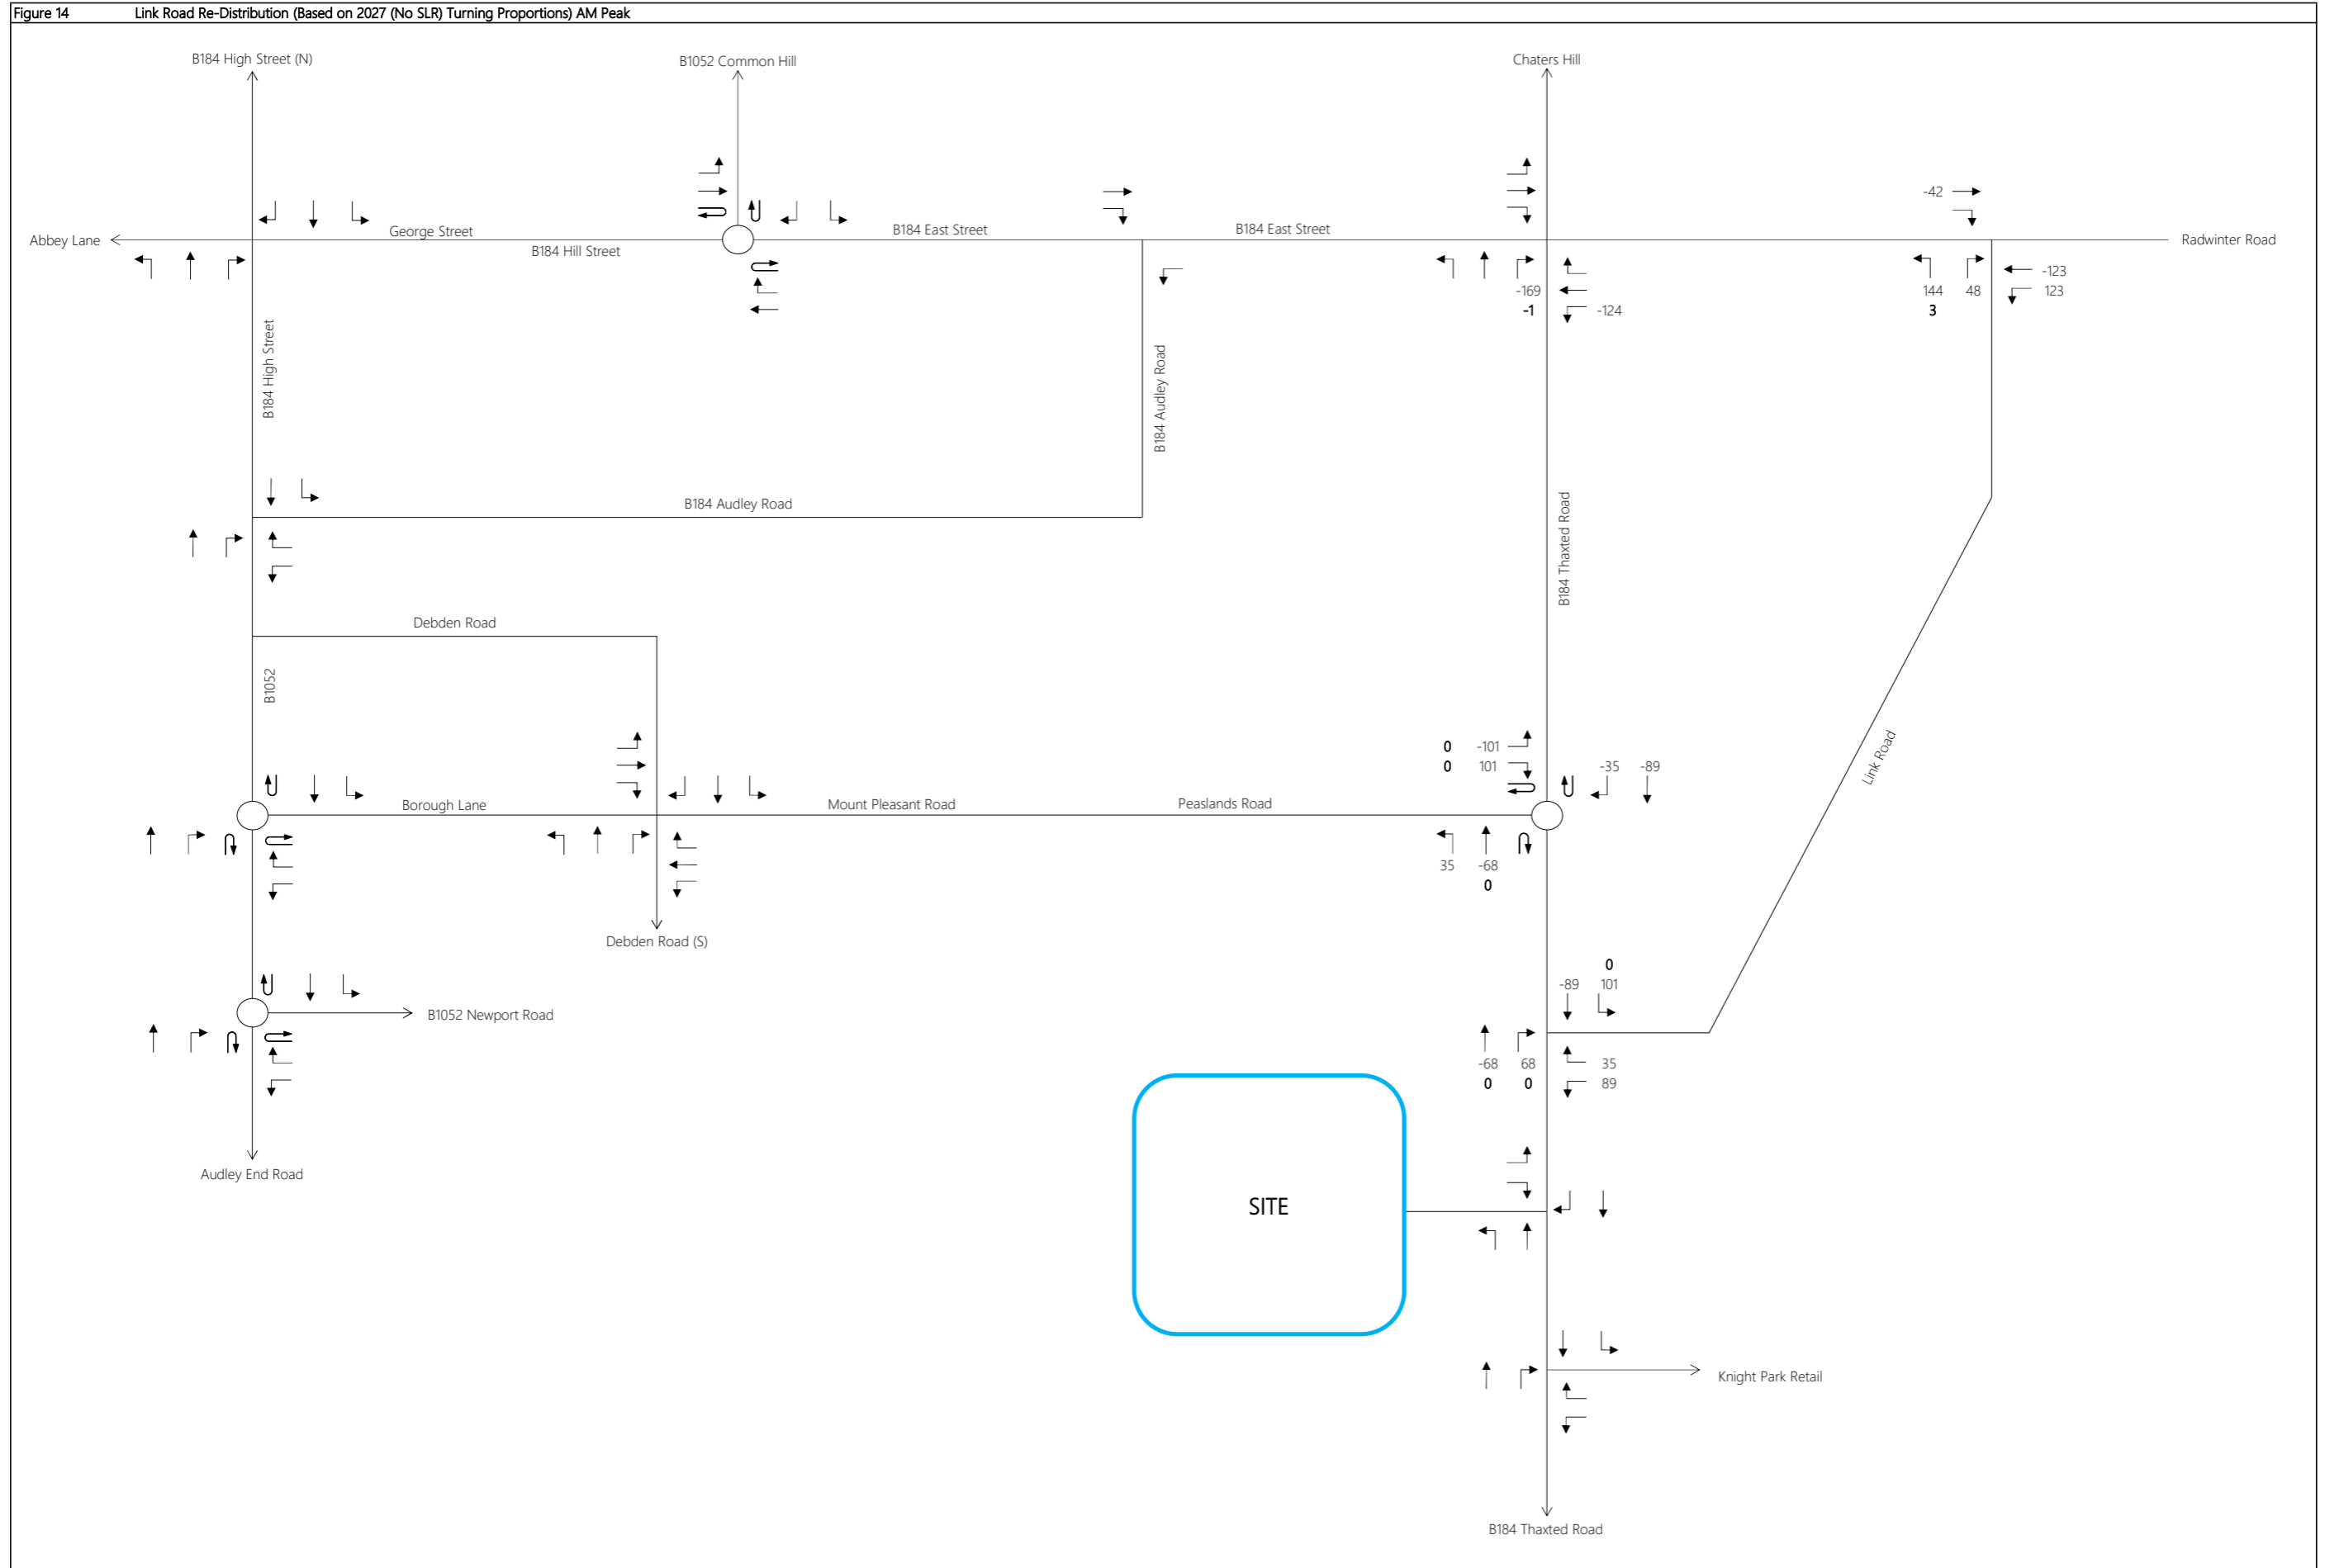 Figure 14 Link Road Re-Distribution (Based on 2027 (No SLR) Turning Proportions) AM Peak
B184 High Street (N)
B1052 Common Hill
Chaters Hill
-42
Abbey Lane
George Street
B184 Hill Street
B184 East Street
B184 East Street
Radwinter Road
-169
-1
-124
144 48
3
-123
123
B184 High Street
B184 Audley Road
B184 Audley Road
B184 Thaxted Road
Debden Road
B1052
Link Road
0 -101
0 101
-35 -89
Borough Lane
Mount Pleasant Road
Peaslands Road
35 -68
0
Debden Road (S)
0
-89 101
B1052 Newport Road
-68 68
0 0
35
89
Audley End Road
SITE
Knight Park Retail
B184 Thaxted Road